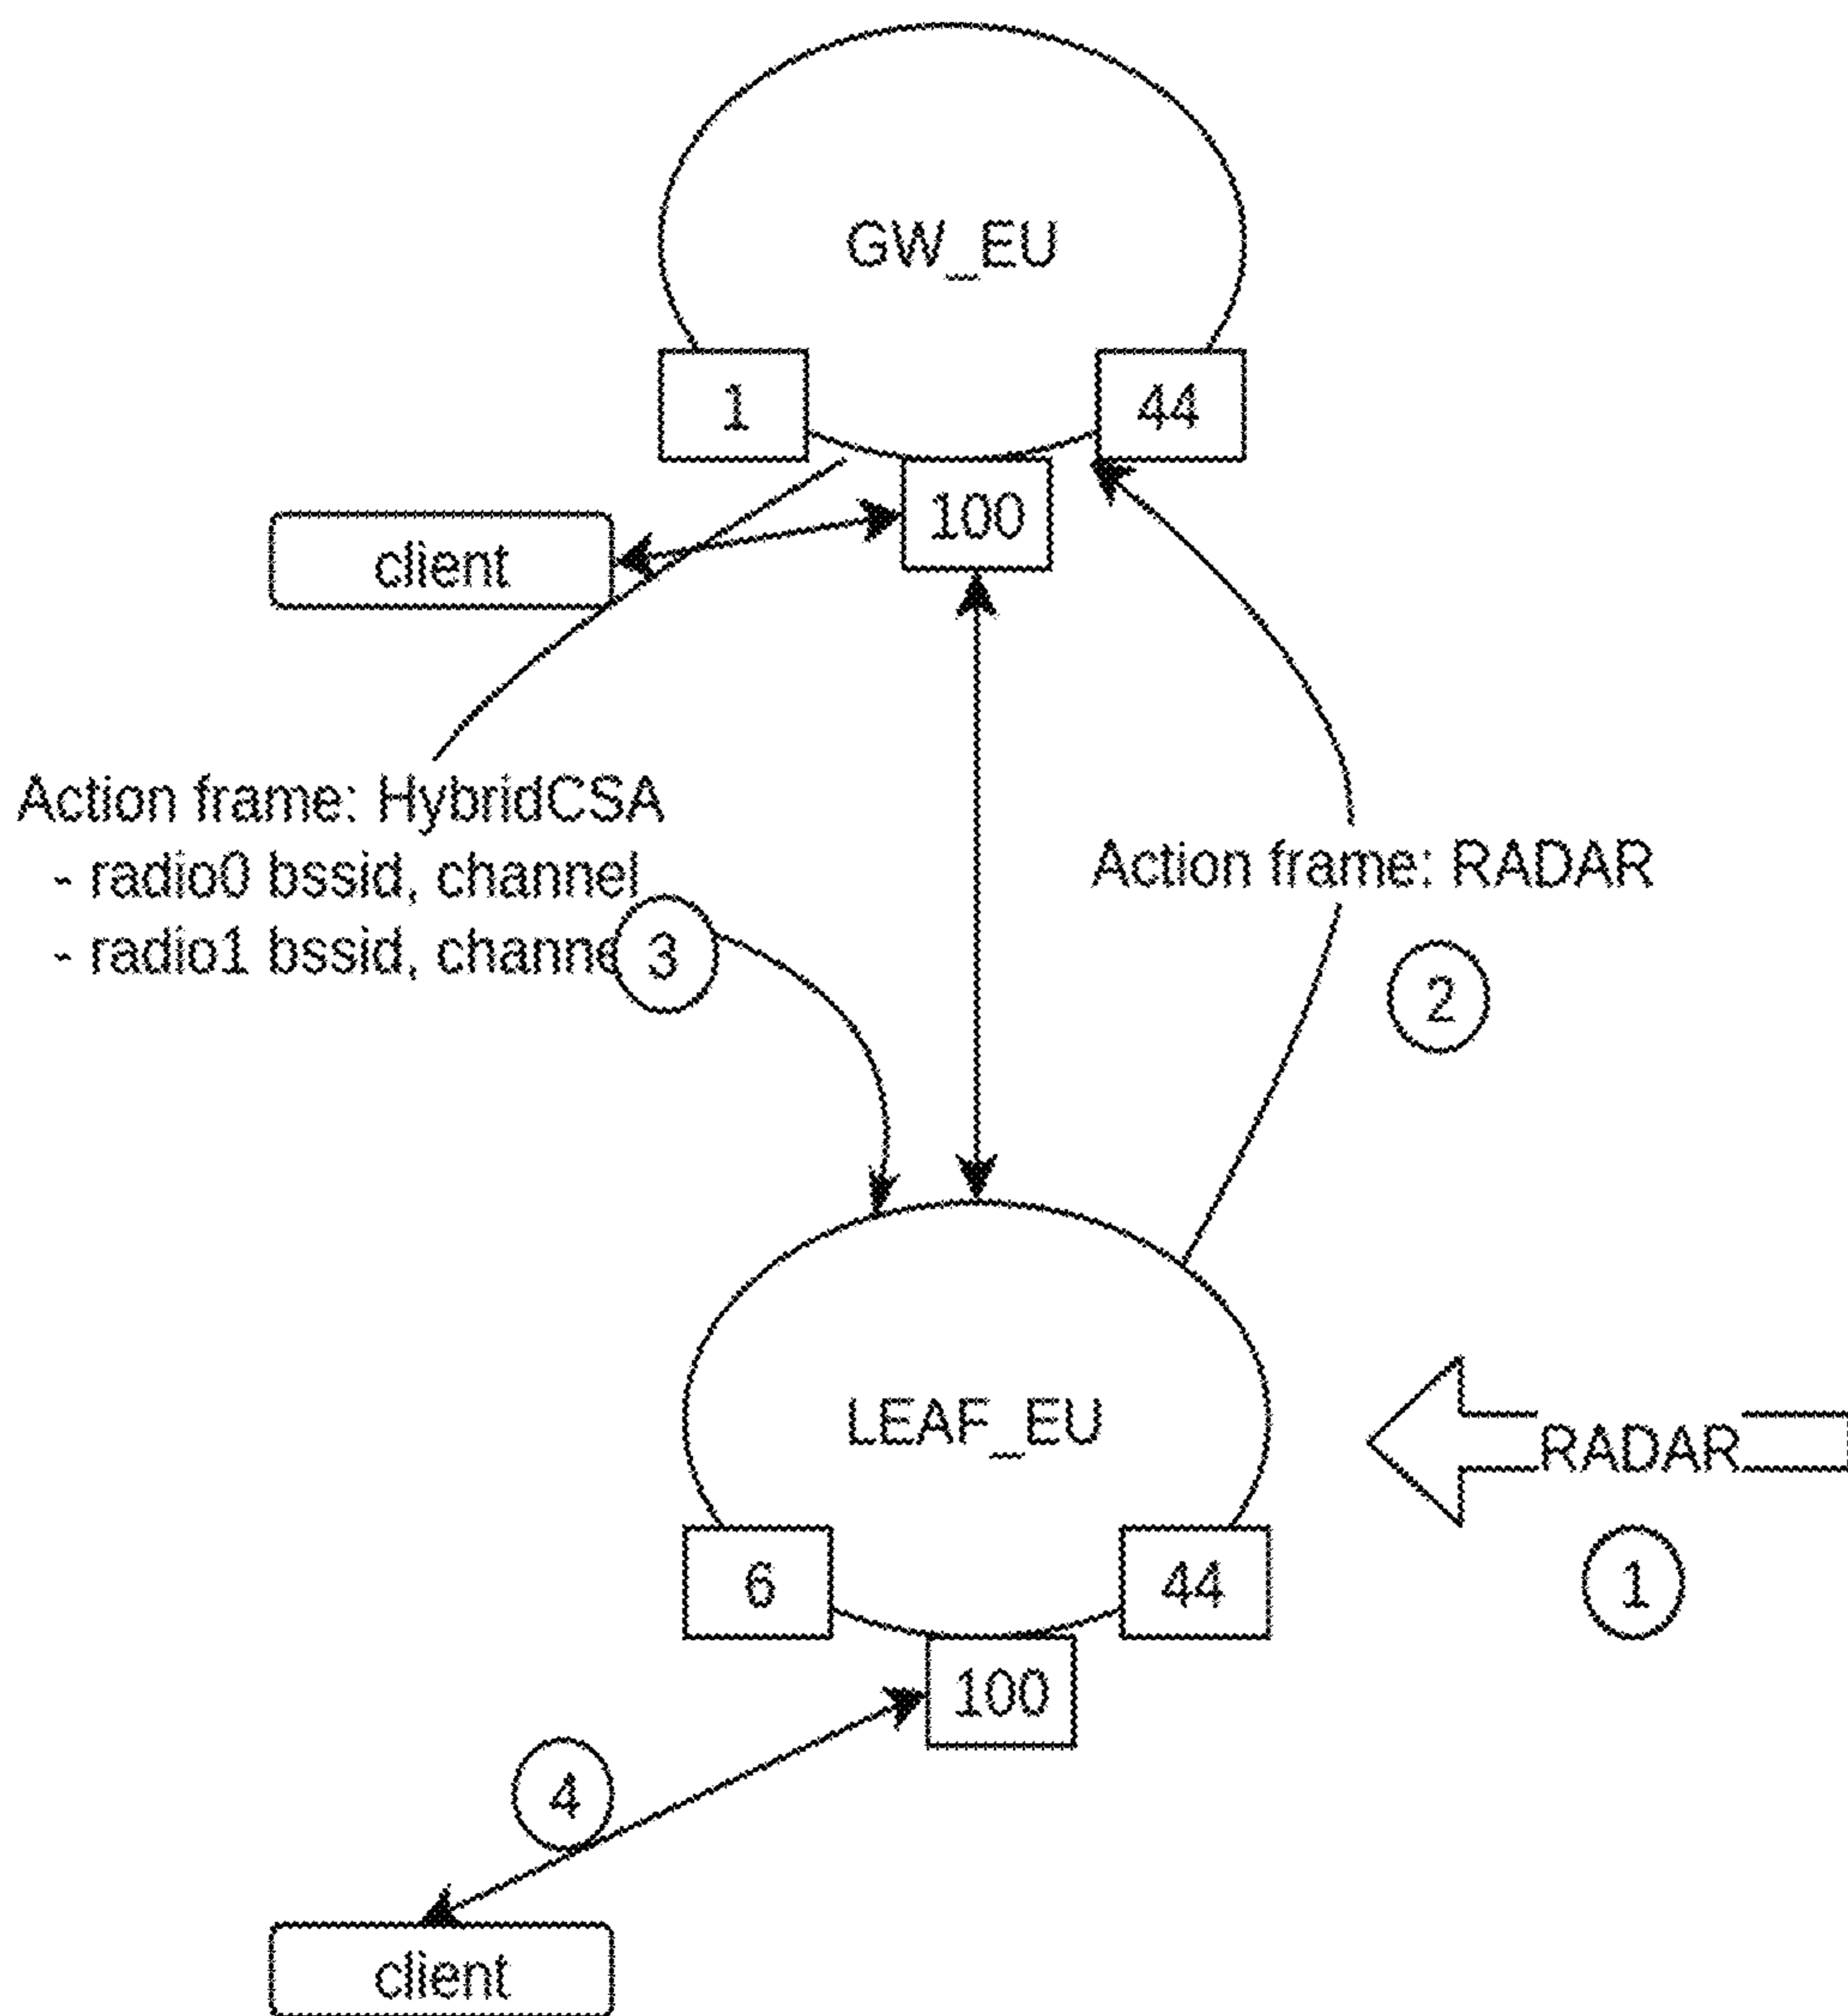 GW_EU
1
44
100
client
Action frame: HybridCSA
- radio0 bssid, channel
- radio1 bssid, channe
3
Action frame: RADAR
2
LEAF_EU
RADAR
6
44
1
100
4
client